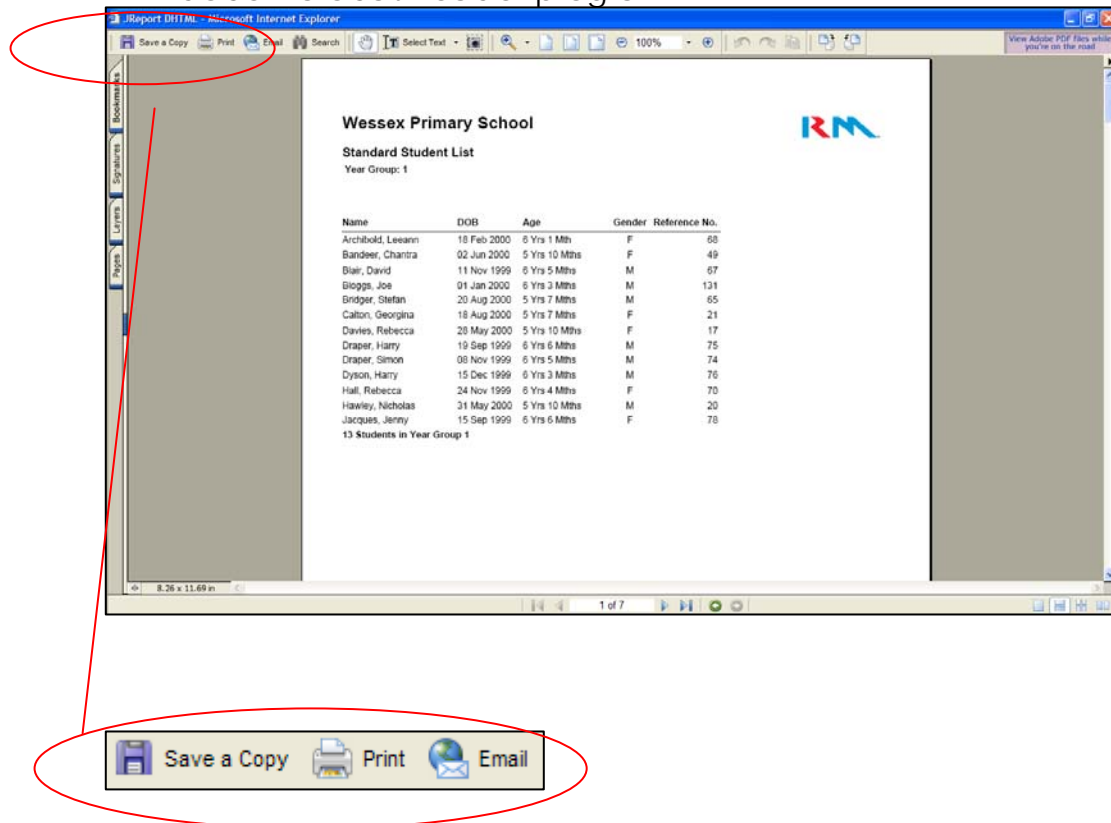 JReport DHTML - Microsoft Internet Explorer
Save a Copy Print Email Search Select Text 100% View Adobe PDF files while you're on the road
Bookmarks
Signatures
Layers
Pages
Wessex Primary School
RM
Standard Student List
Year Group: 1
Name DOB Age Gender Reference No.
Archibold, Leeann 18 Feb 2000 6 Yrs 1 Mth F 68
Bandeer, Chantra 02 Jun 2000 5 Yrs 10 Mths F 49
Blair, David 11 Nov 1999 6 Yrs 5 Mths M 67
Bloggs, Joe 01 Jan 2000 6 Yrs 3 Mths M 131
Bridger, Stefan 20 Aug 2000 5 Yrs 7 Mths M 65
Calton, Georgina 18 Aug 2000 5 Yrs 7 Mths F 21
Davies, Rebecca 28 May 2000 5 Yrs 10 Mths F 17
Draper, Harry 19 Sep 1999 6 Yrs 6 Mths M 75
Draper, Simon 08 Nov 1999 6 Yrs 5 Mths M 74
Dyson, Harry 15 Dec 1999 6 Yrs 3 Mths M 76
Hall, Rebecca 24 Nov 1999 6 Yrs 4 Mths F 70
Hawley, Nicholas 31 May 2000 5 Yrs 10 Mths M 20
Jacques, Jenny 15 Sep 1999 6 Yrs 6 Mths F 78
13 Students in Year Group 1
8.26 x 11.69 in
1 of 7
Save a Copy Print Email